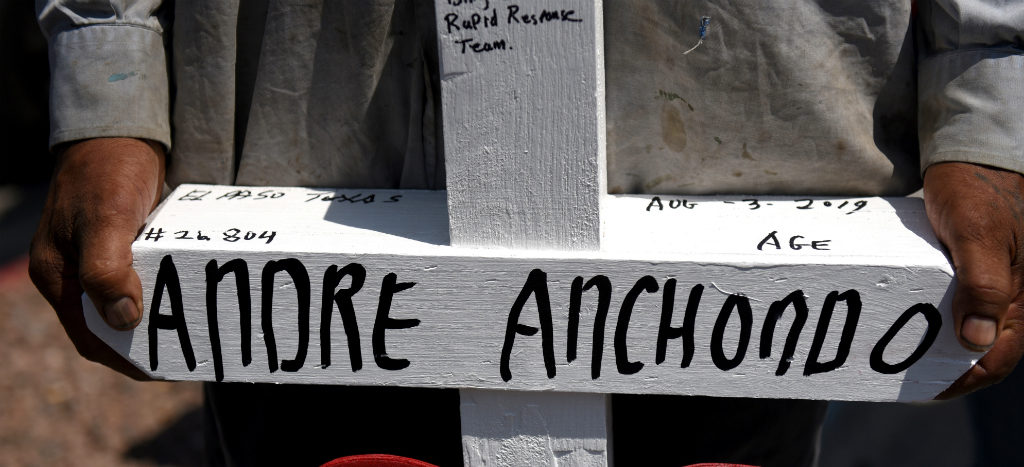 Rapid Response
Team.
EL PASO TEXAS
AUG - 3 - 2019
#26 804
AGE
ANDRE ANCHONDO